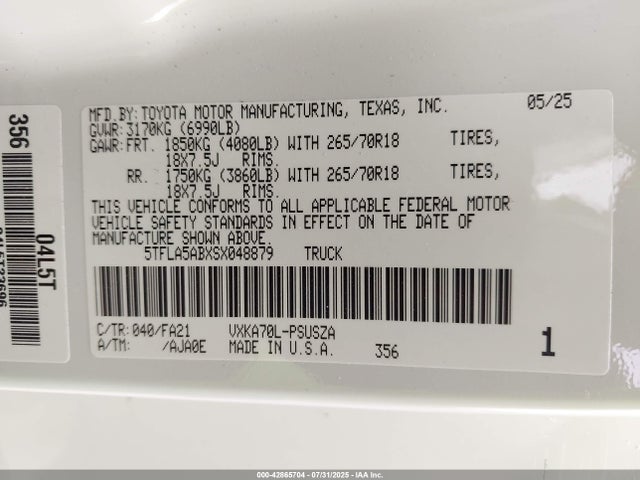 MFD.BY:TOYOTA MOTOR MANUFACTURING, TEXAS, INC. 05/25
GVWR:3170KG (6990LB)
GAWR:FRT. 1850KG (4080LB) WITH 265/70R18 TIRES,
18X7.5J RIMS.
RR. 1750KG (3860LB) WITH 265/70R18 TIRES,
18X7.5J RIMS.
THIS VEHICLE CONFORMS TO ALL APPLICABLE FEDERAL MOTOR
VEHICLE SAFETY STANDARDS IN EFFECT ON THE DATE OF
MANUFACTURE SHOWN ABOVE.
5TFLA5ABXSX048879 TRUCK
C/TR:040/FA21 VXKA70L-PSUSZA
A/TM: /AJA0E MADE IN U.S.A. 356 1
356
04L5T
000-42865704 - 07/31/2025 - IAA Inc.